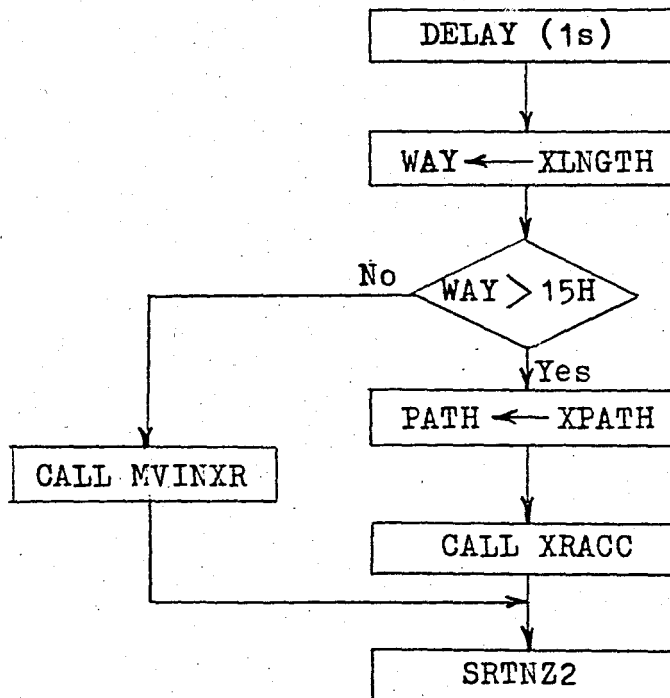 DELAY (1s)
WAY ← XLNGTH
No
WAY > 15H
Yes
PATH ← XPATH
CALL MVINXR
CALL XRACC
SRTNZ2